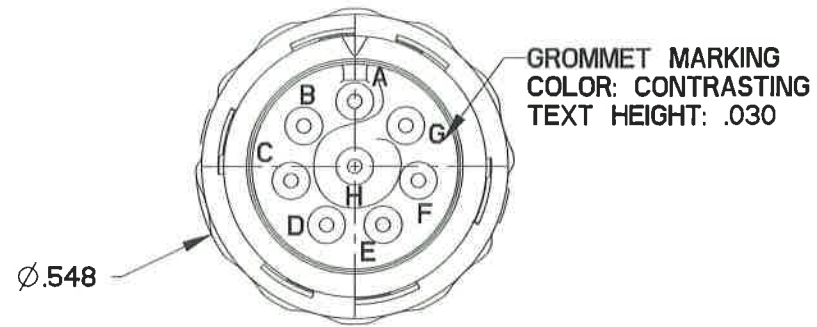 GROMMET MARKING
COLOR: CONTRASTING
TEXT HEIGHT: .030
A
B
G
C
H
F
D
E
Ø.548